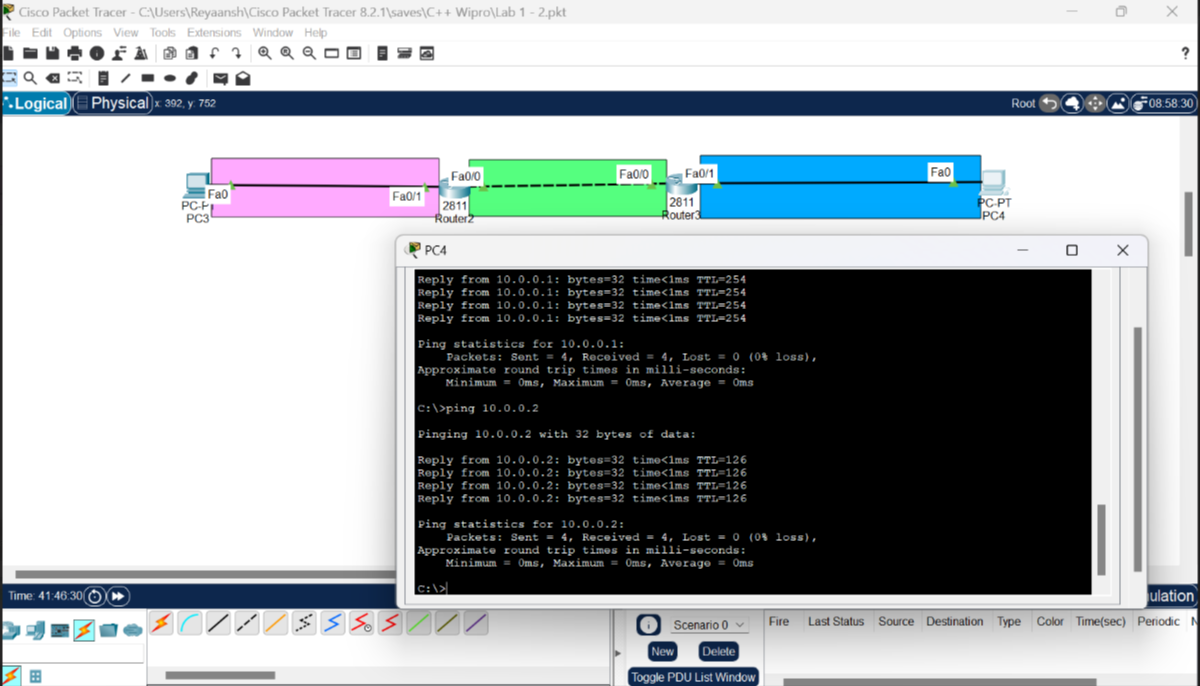 Cisco Packet Tracer - C:\Users\Reyaansh\Cisco Packet Tracer 8.2.1\saves\C++ Wipro\Lab 1 - 2.pkt
File Edit Options View Tools Extensions Window Help
?
Logical Physical x: 392, y: 752 Root 08:58:30
Fa0 Fa0/1 Fa0/0 Fa0/0 Fa0/1 Fa0
PC-P 2811 2811 PC-PT
PC3 Router2 Router3 PC4
PC4
Reply from 10.0.0.1: bytes=32 time<1ms TTL=254
Reply from 10.0.0.1: bytes=32 time<1ms TTL=254
Reply from 10.0.0.1: bytes=32 time<1ms TTL=254
Reply from 10.0.0.1: bytes=32 time<1ms TTL=254
Ping statistics for 10.0.0.1:
Packets: Sent = 4, Received = 4, Lost = 0 (0% loss),
Approximate round trip times in milli-seconds:
Minimum = 0ms, Maximum = 0ms, Average = 0ms
C:\>ping 10.0.0.2
Pinging 10.0.0.2 with 32 bytes of data:
Reply from 10.0.0.2: bytes=32 time<1ms TTL=126
Reply from 10.0.0.2: bytes=32 time<1ms TTL=126
Reply from 10.0.0.2: bytes=32 time<1ms TTL=126
Reply from 10.0.0.2: bytes=32 time<1ms TTL=126
Ping statistics for 10.0.0.2:
Packets: Sent = 4, Received = 4, Lost = 0 (0% loss),
Approximate round trip times in milli-seconds:
Minimum = 0ms, Maximum = 0ms, Average = 0ms
C:\>
Time: 41:46:30 ulation
Scenario 0 Fire Last Status Source Destination Type Color Time(sec) Periodic N
New Delete
Toggle PDU List Window